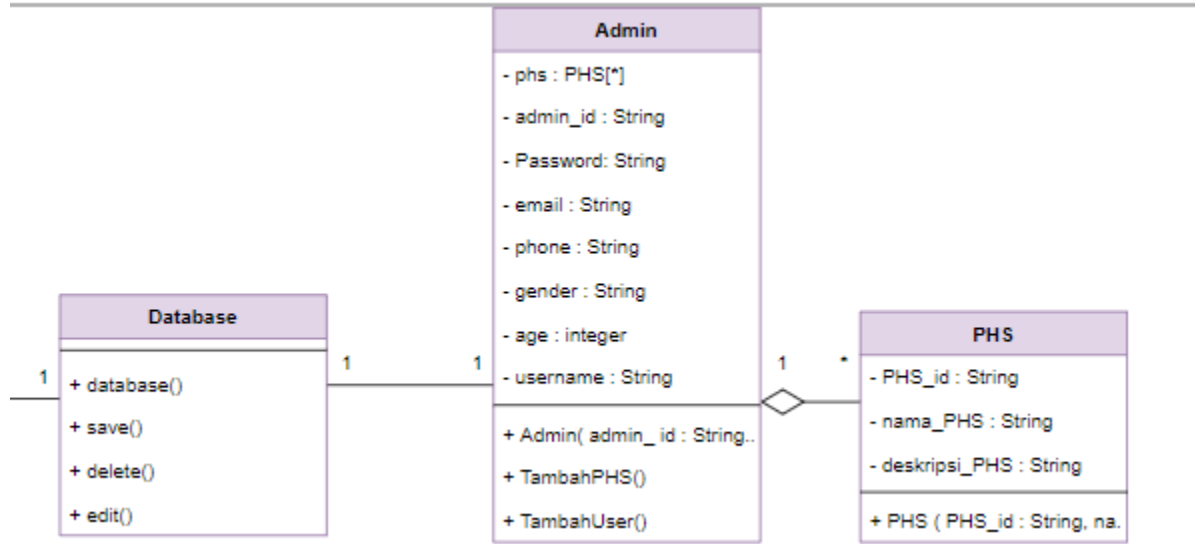 Admin
- phs : PHS[*]
- admin_id : String
- Password: String
- email : String
- phone : String
- gender : String
- age : integer
- username : String
+ Admin( admin_ id : String..
+ TambahPHS()
+ TambahUser()
Database
+ database()
+ save()
+ delete()
+ edit()
1
1
1
1
*
PHS
- PHS_id : String
- nama_PHS : String
- deskripsi_PHS : String
+ PHS ( PHS_id : String, na.